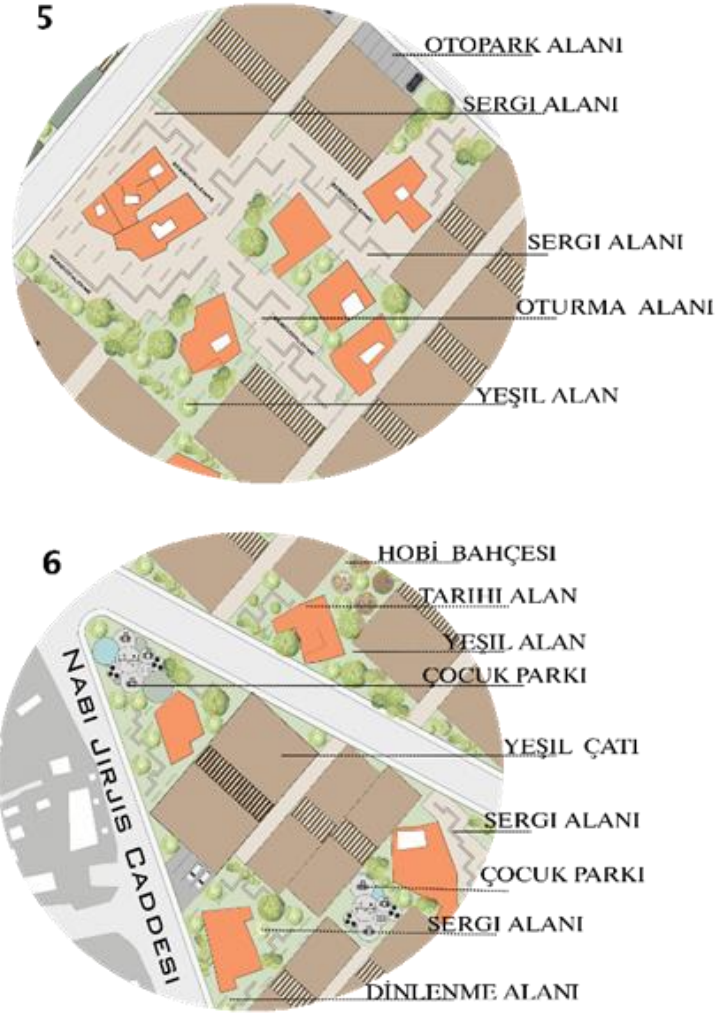 5
OTOPARK ALANI
SERGI ALANI
SERGI ALANI
OTURMA ALANI
YEŞIL ALAN
6
HOBİ BAHÇESI
TARIHI ALAN
YEŞIL ALAN
ÇOCUK PARKI
NABI JIRJIS CADDESI
YEŞIL ÇATI
SERGI ALANI
ÇOCUK PARKI
SERGI ALANI
DİNLENME ALANI